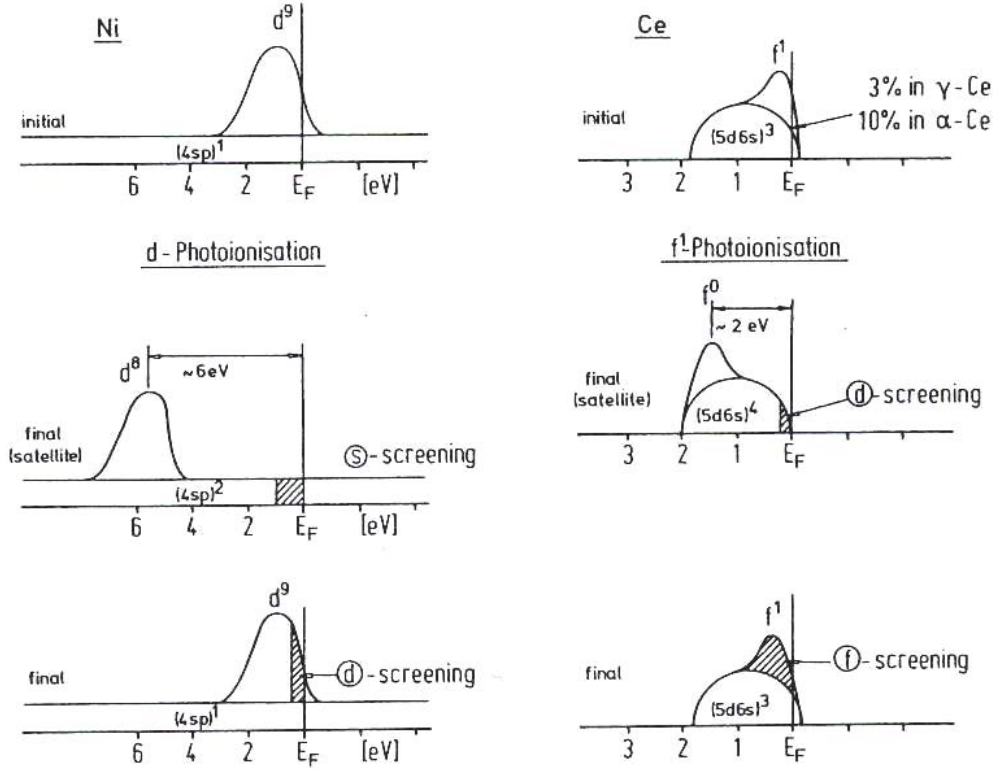 Ni
d⁹
initial
(4sp)¹
6 4 2 E_F [eV]
d - Photoionisation
d⁸
~6eV
final
(satellite)
ⓢ-screening
(4sp)²
6 4 2 E_F [eV]
d⁹
final
ⓓ-screening
(4sp)¹
6 4 2 E_F [eV]
Ce
f¹
3% in γ-Ce
10% in α-Ce
initial
(5d6s)³
3 2 1 E_F
f¹-Photoionisation
f⁰
~ 2 eV
final
(satellite)
ⓓ-screening
(5d6s)⁴
3 2 1 E_F
f¹
final
ⓕ-screening
(5d6s)³
3 2 1 E_F